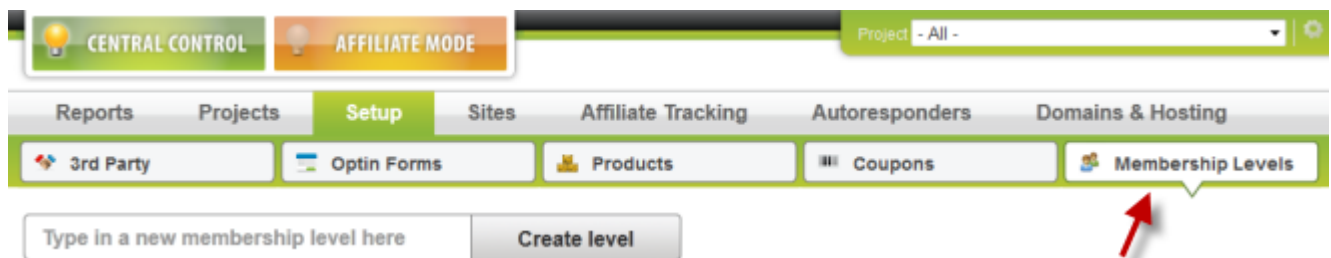 CENTRAL CONTROL AFFILIATE MODE Project - All -
Reports Projects Setup Sites Affiliate Tracking Autoresponders Domains & Hosting
3rd Party Optin Forms Products Coupons Membership Levels
Type in a new membership level here Create level